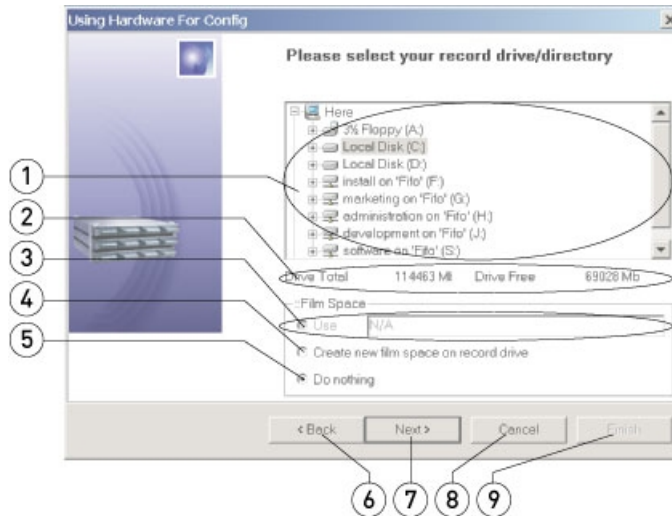 Using Hardware For Config
Please select your record drive/directory
Here
3½ Floppy (A:)
Local Disk (C:)
Local Disk (D:)
install on 'Fifo' (F:)
marketing on 'Fifo' (G:)
administration on 'Fifo' (H:)
development on 'Fifo' (J:)
software on 'Fifo' (S:)
Drive Total 114463 Mb Drive Free 69028 Mb
Film Space
Use N/A
Create new film space on record drive
Do nothing
< Back Next > Cancel Finish
1
2
3
4
5
6 7 8 9